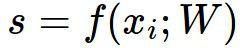 s = f(x_i; W)